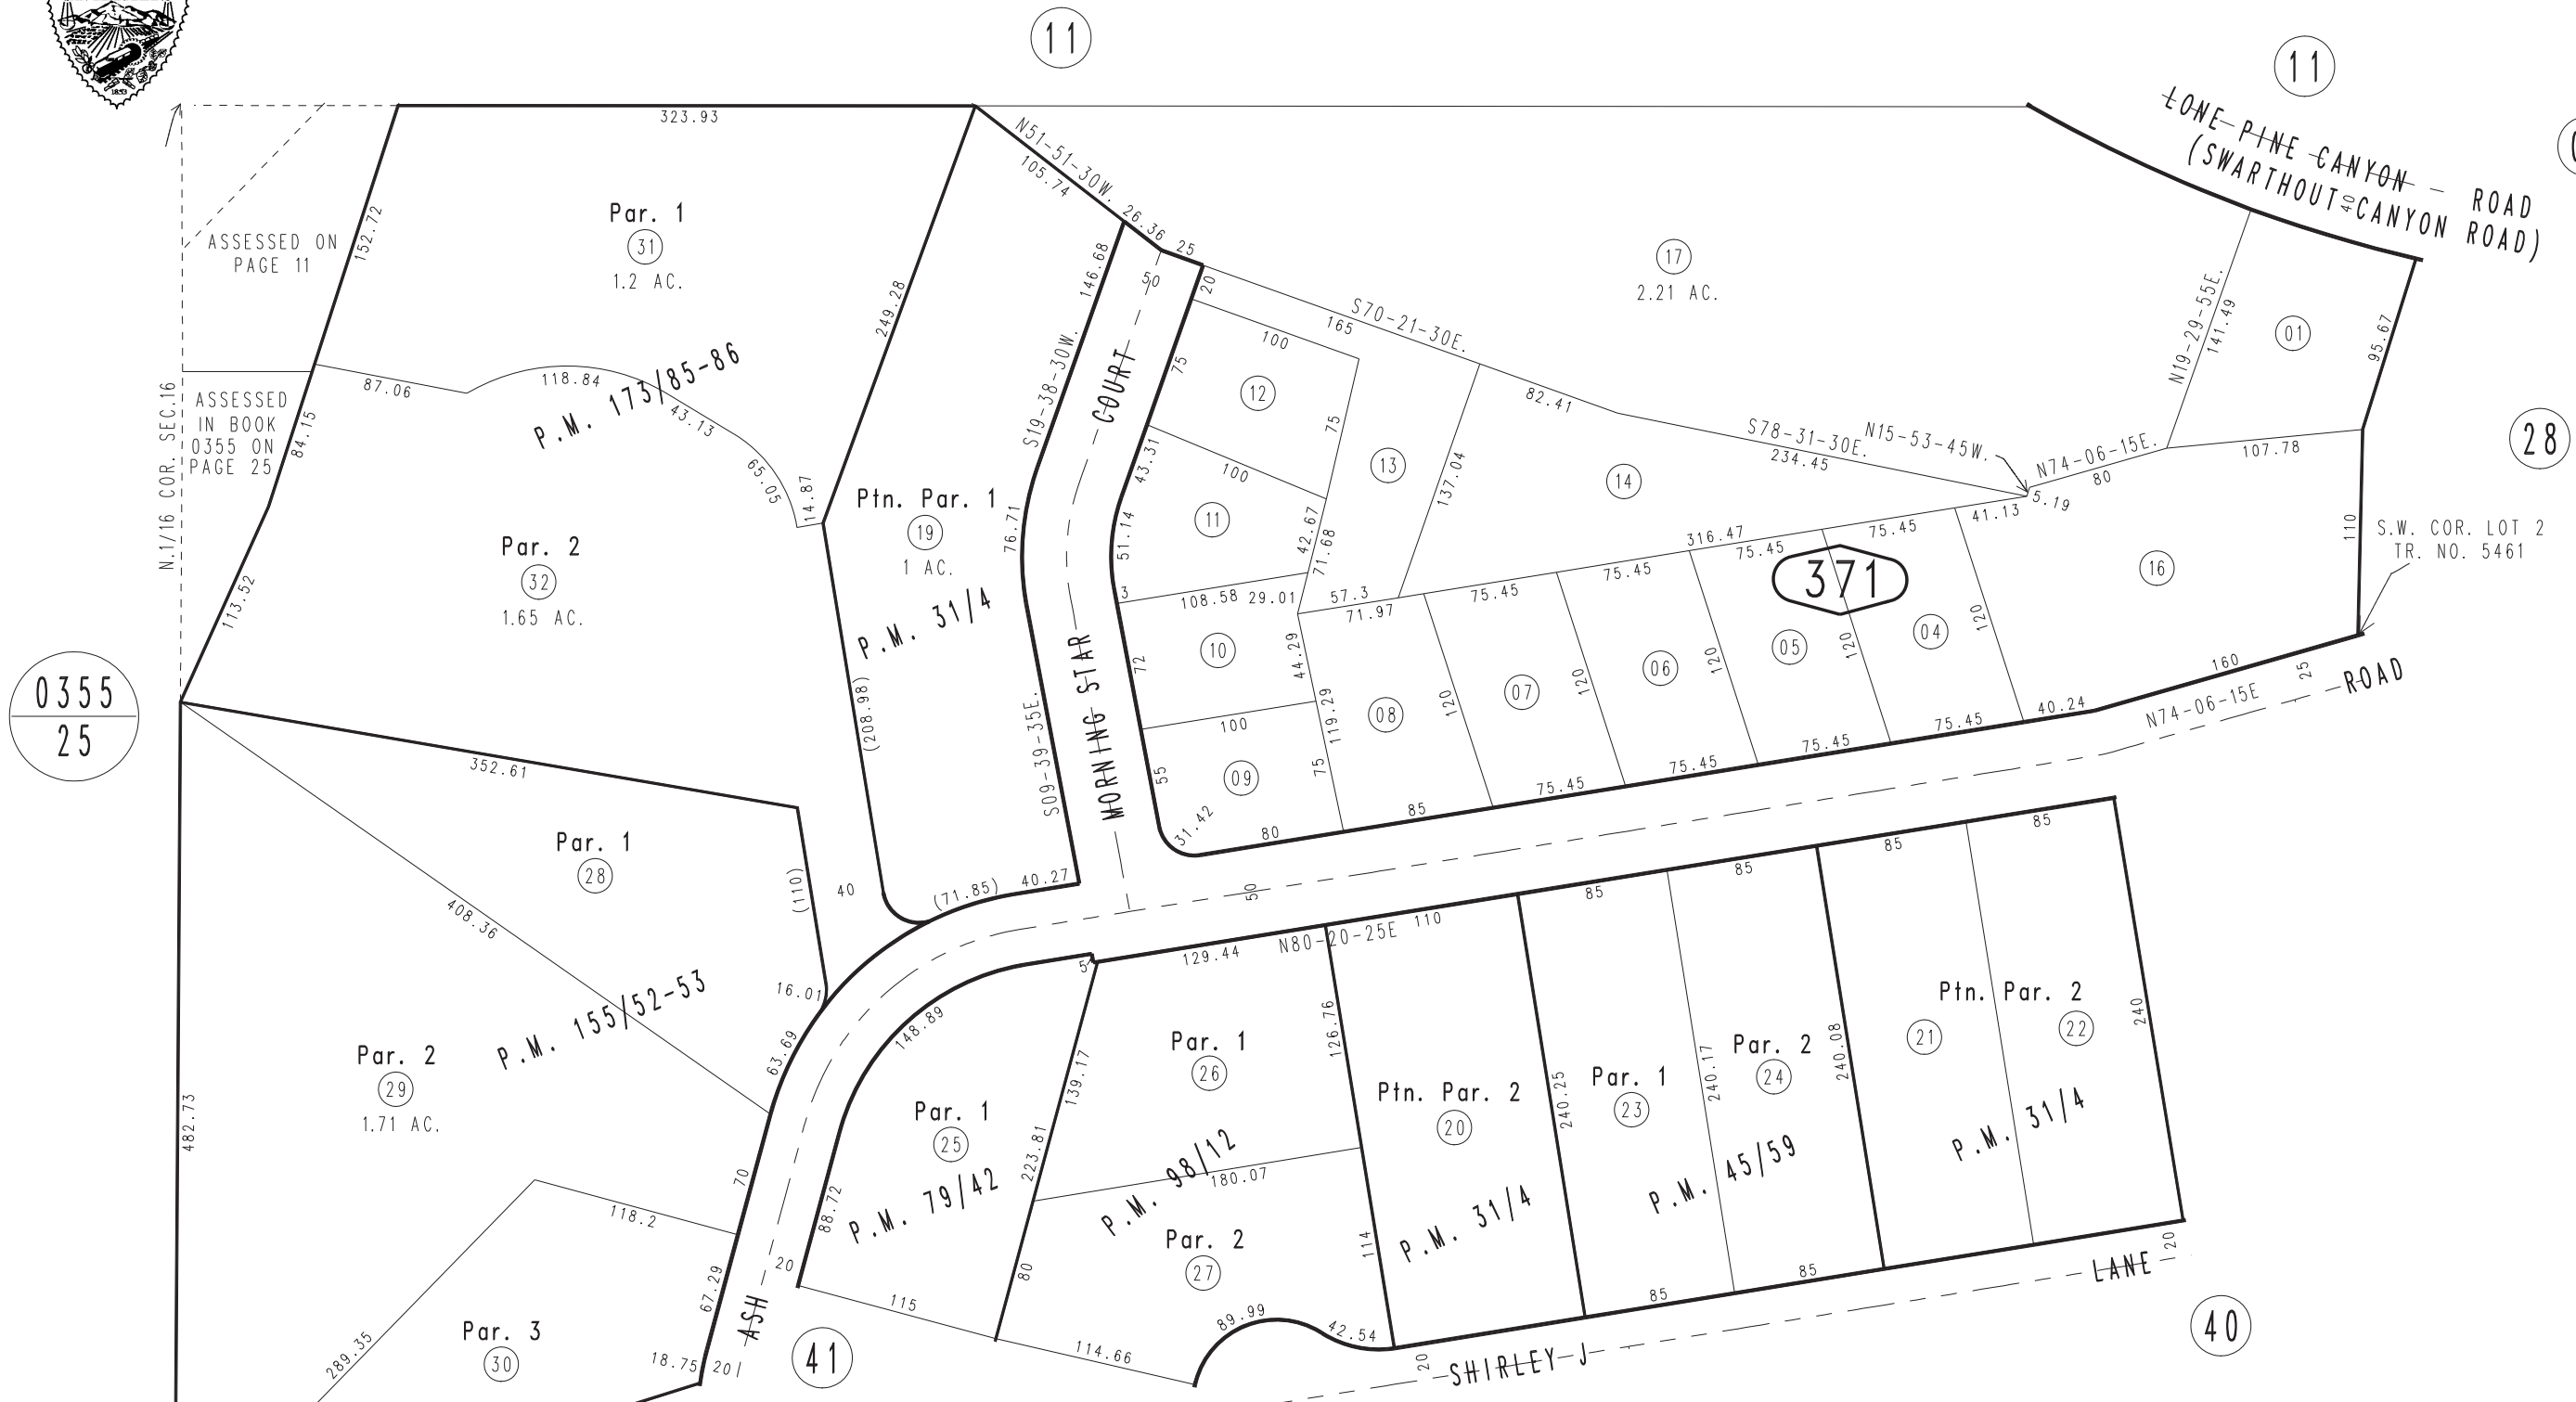 1853
11
11
LONE PINE CANYON ROAD
(SWARTHOUT CANYON ROAD)
40
323.93
N51-51-30W.
105.74
26.36
25
152.72
ASSESSED ON
PAGE 11
Par. 1
31
1.2 AC.
249.28
146.68
50
20
17
2.21 AC.
S70-21-30E.
165
N19-29-55E.
141.49
01
95.67
87.06
118.84
43.13
P.M. 173/85-86
65.05
14.87
84.15
ASSESSED
IN BOOK
0355 ON
PAGE 25
N.1/16 COR. SEC.16
S19-38-30W.
COURT
75
100
12
75
100
43.31
13
137.04
82.41
14
S78-31-30E.
234.45
N15-53-45W.
N74-06-15E.
80
5.19
107.78
28
110
S.W. COR. LOT 2
TR. NO. 5461
Par. 2
32
1.65 AC.
113.52
Ptn. Par. 1
19
1 AC.
P.M. 31/4
76.71
51.14
11
42.67
71.68
3
108.58
29.01
57.3
71.97
316.47
75.45
75.45
75.45
75.45
41.13
371
16
0355
25
(208.98)
S09-39-35E.
MORNING STAR
72
10
44.29
08
119.29
120
07
120
06
120
05
120
04
120
100
09
55
75
31.42
80
85
75.45
75.45
75.45
75.45
40.24
160
25
N74-06-15E
ROAD
352.61
Par. 1
28
408.36
(110)
40
(71.85)
40.27
50
16.01
63.69
5
129.44
N80-20-25E
110
85
85
85
85
Par. 2
29
1.71 AC.
P.M. 155/52-53
482.73
148.89
Par. 1
25
P.M. 79/42
139.17
223.81
Par. 1
26
126.76
P.M. 98/12
180.07
Par. 2
27
114
80
Ptn. Par. 2
20
P.M. 31/4
240.25
Par. 1
23
240.17
Par. 2
24
P.M. 45/59
240.08
Ptn. Par. 2
21
22
P.M. 31/4
240
70
118.2
88.72
20
67.29
ASH
115
289.35
Par. 3
30
18.75
20
41
114.66
89.99
42.54
20
SHIRLEY J
85
85
LANE
20
40